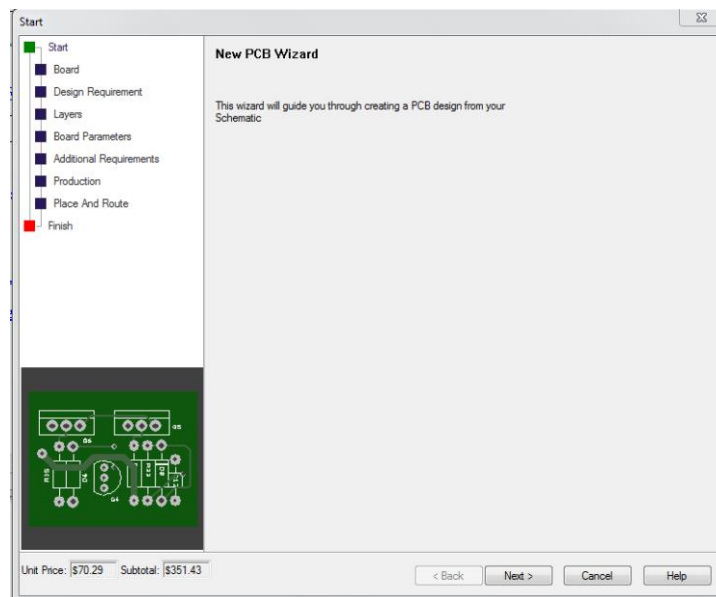 Start
Start
Board
Design Requirement
Layers
Board Parameters
Additional Requirements
Production
Place And Route
Finish
New PCB Wizard
This wizard will guide you through creating a PCB design from your
Schematic
Unit Price: $70.29 Subtotal: $351.43
< Back Next > Cancel Help